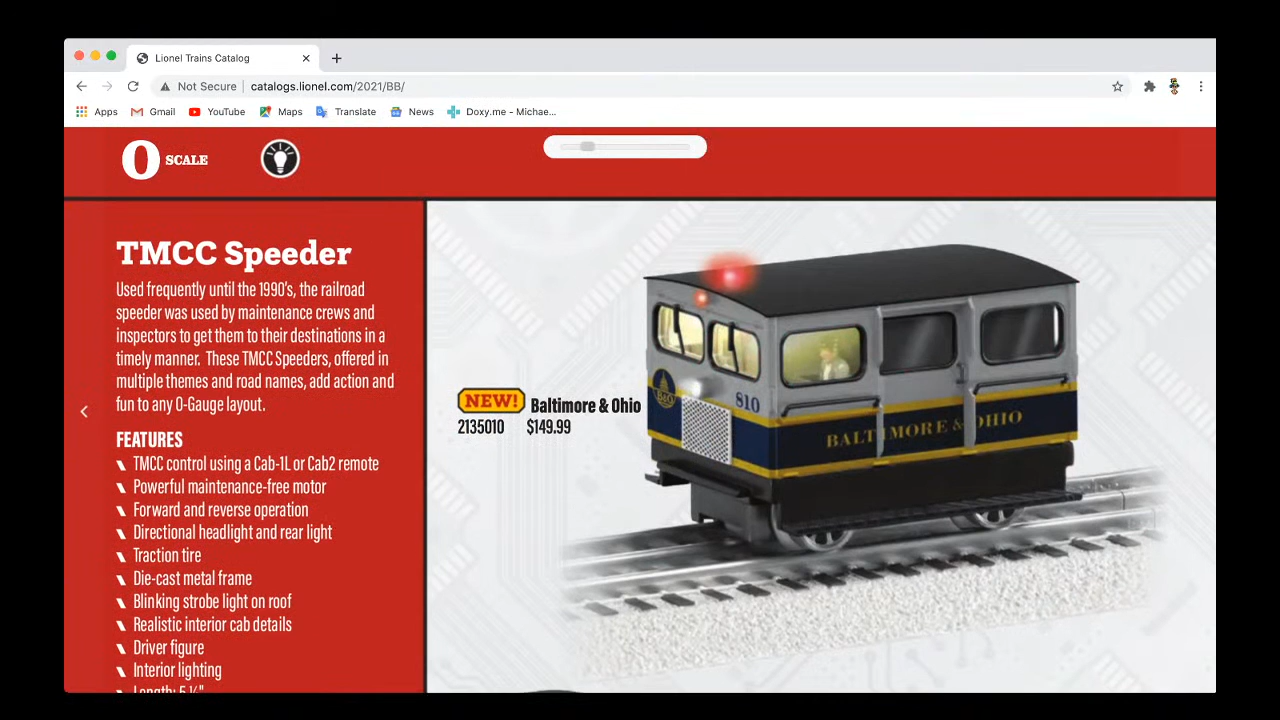 Lionel Trains Catalog
Not Secure catalogs.lionel.com/2021/BB/
Apps Gmail YouTube Maps Translate News Doxy.me - Michae...
O SCALE
TMCC Speeder
Used frequently until the 1990's, the railroad
speeder was used by maintenance crews and
inspectors to get them to their destinations in a
timely manner. These TMCC Speeders, offered in
multiple themes and road names, add action and
fun to any O-Gauge layout.
FEATURES
TMCC control using a Cab-1L or Cab2 remote
Powerful maintenance-free motor
Forward and reverse operation
Directional headlight and rear light
Traction tire
Die-cast metal frame
Blinking strobe light on roof
Realistic interior cab details
Driver figure
Interior lighting
Length: 5 ½"
NEW! Baltimore & Ohio
2135010 $149.99
B&O
810
BALTIMORE & OHIO